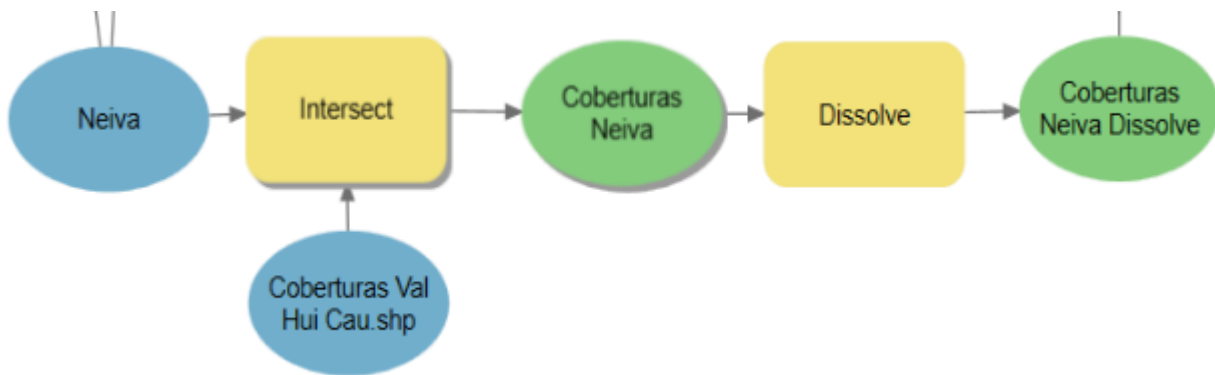 Neiva
Intersect
Coberturas
Neiva
Dissolve
Coberturas
Neiva Dissolve
Coberturas Val
Hui Cau.shp